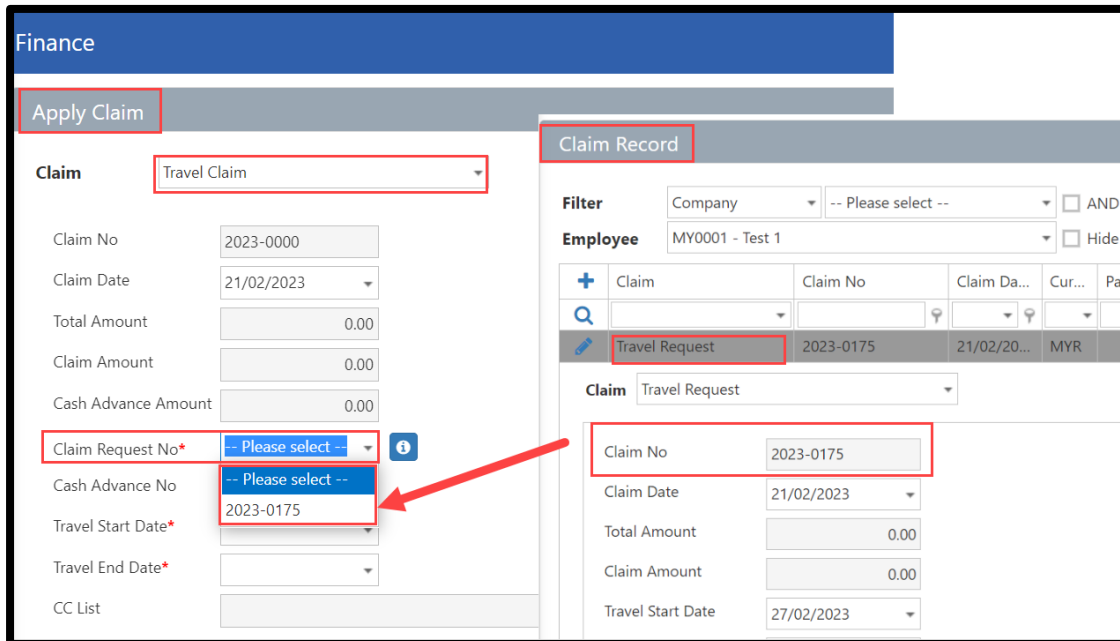 Finance
Apply Claim
Claim Travel Claim
Claim No 2023-0000
Claim Date 21/02/2023
Total Amount 0.00
Claim Amount 0.00
Cash Advance Amount 0.00
Claim Request No* -- Please select --
-- Please select --
Cash Advance No
2023-0175
Travel Start Date*
Travel End Date*
CC List
Claim Record
Filter Company -- Please select -- AND
Employee MY0001 - Test 1 Hide
Claim Claim No Claim Da... Cur... Pa
Travel Request 2023-0175 21/02/20... MYR
Claim Travel Request
Claim No 2023-0175
Claim Date 21/02/2023
Total Amount 0.00
Claim Amount 0.00
Travel Start Date 27/02/2023